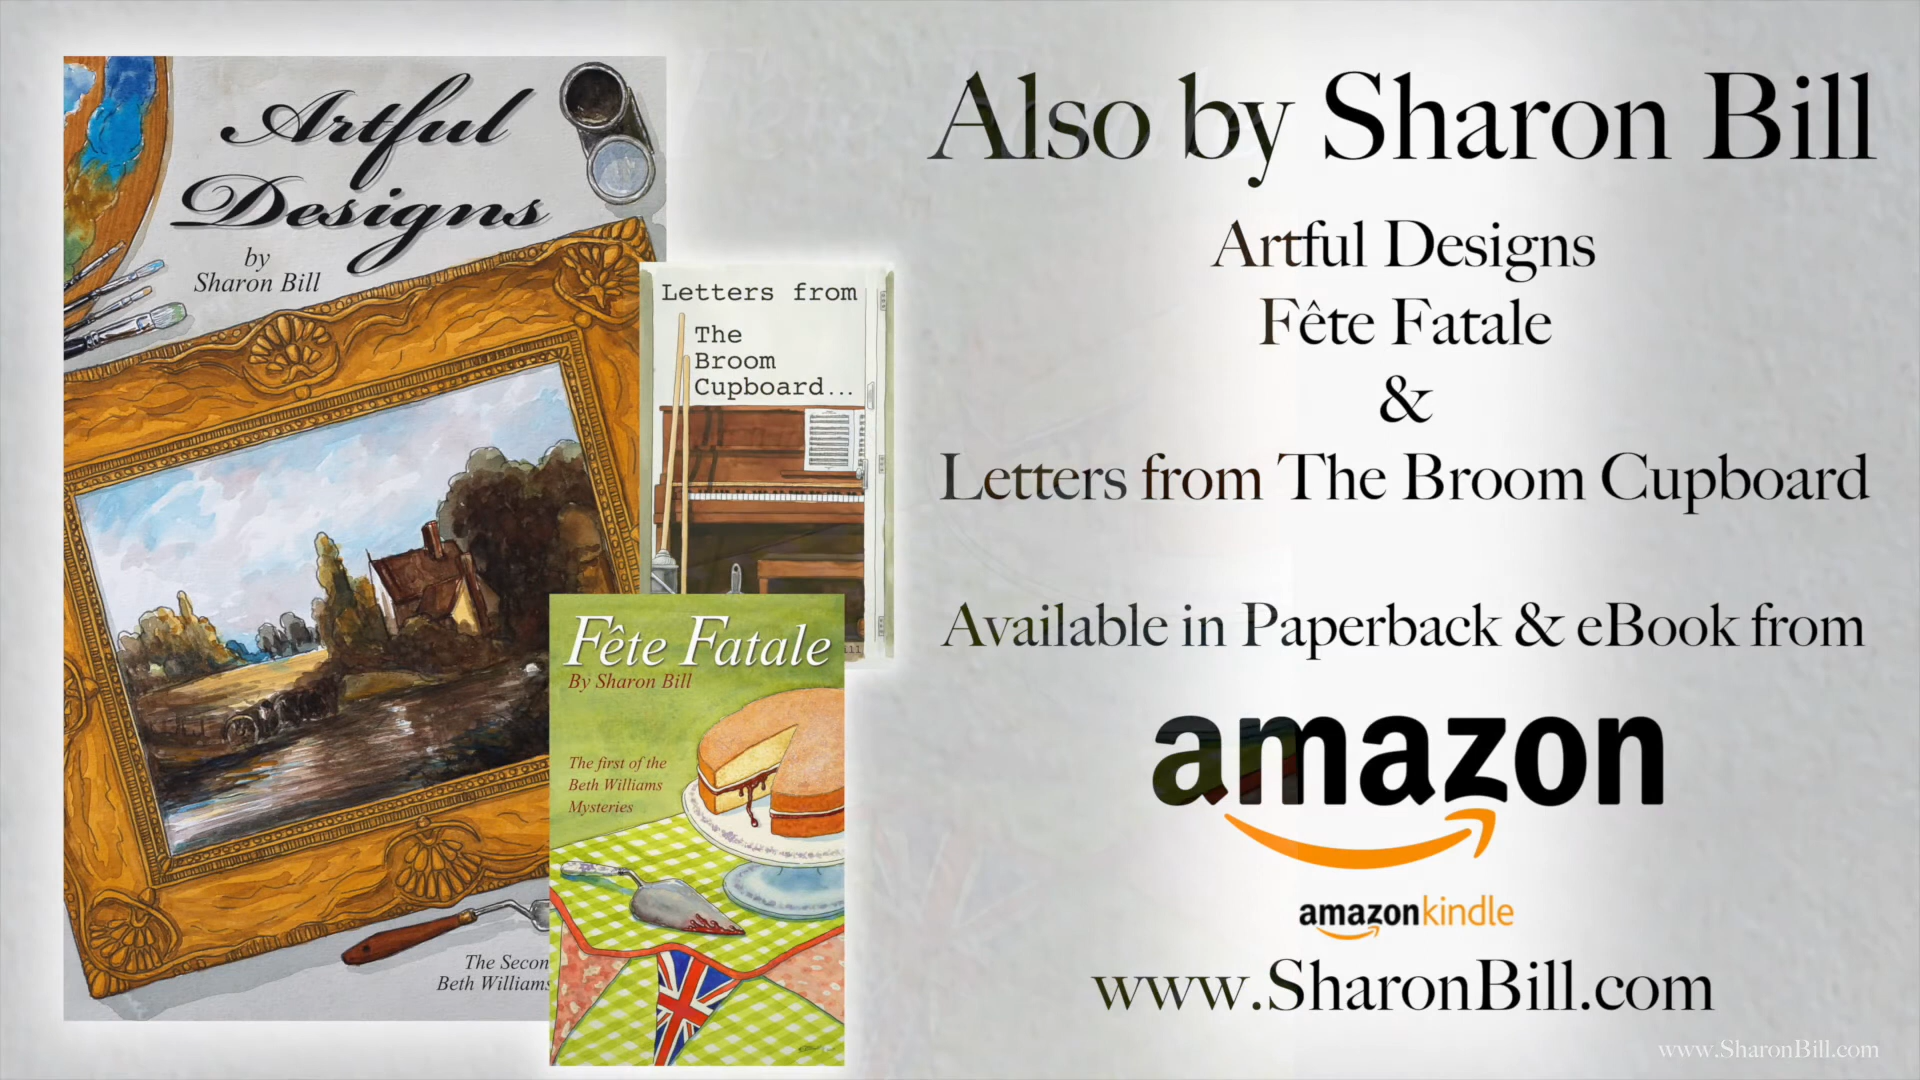 Artful
Designs
by
Sharon Bill
The Secon
Beth Williams
Letters from
The
Broom
Cupboard...
ill
Fête Fatale
By Sharon Bill
The first of the
Beth Williams
Mysteries
Also by Sharon Bill
Artful Designs
Fête Fatale
&
Letters from The Broom Cupboard
Available in Paperback & eBook from
amazon
amazonkindle
www.SharonBill.com
www.SharonBill.com